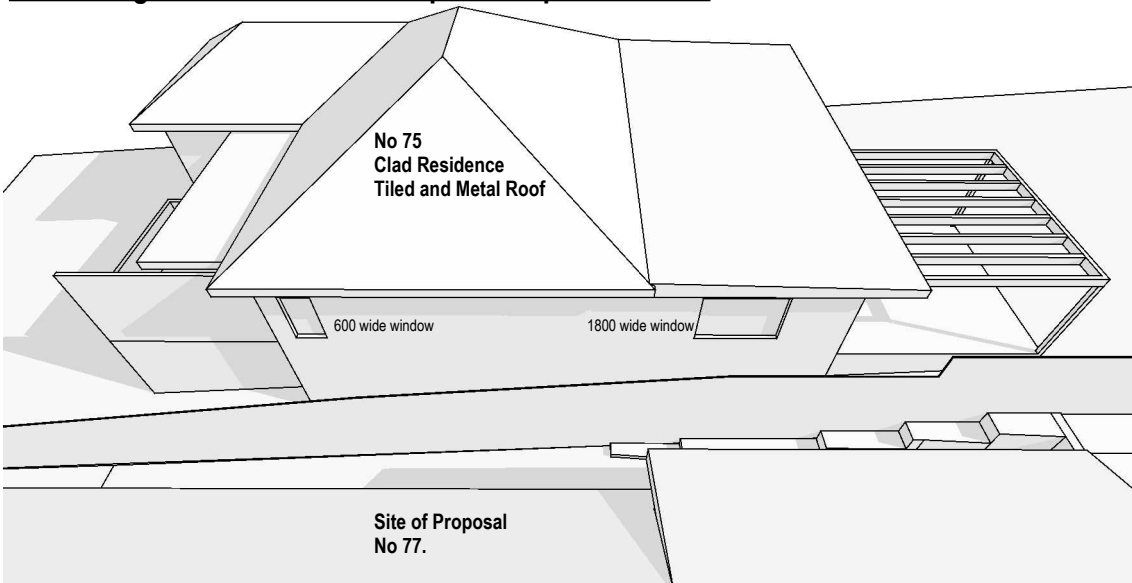 No 75
Clad Residence
Tiled and Metal Roof
600 wide window
1800 wide window
Site of Proposal
No 77.